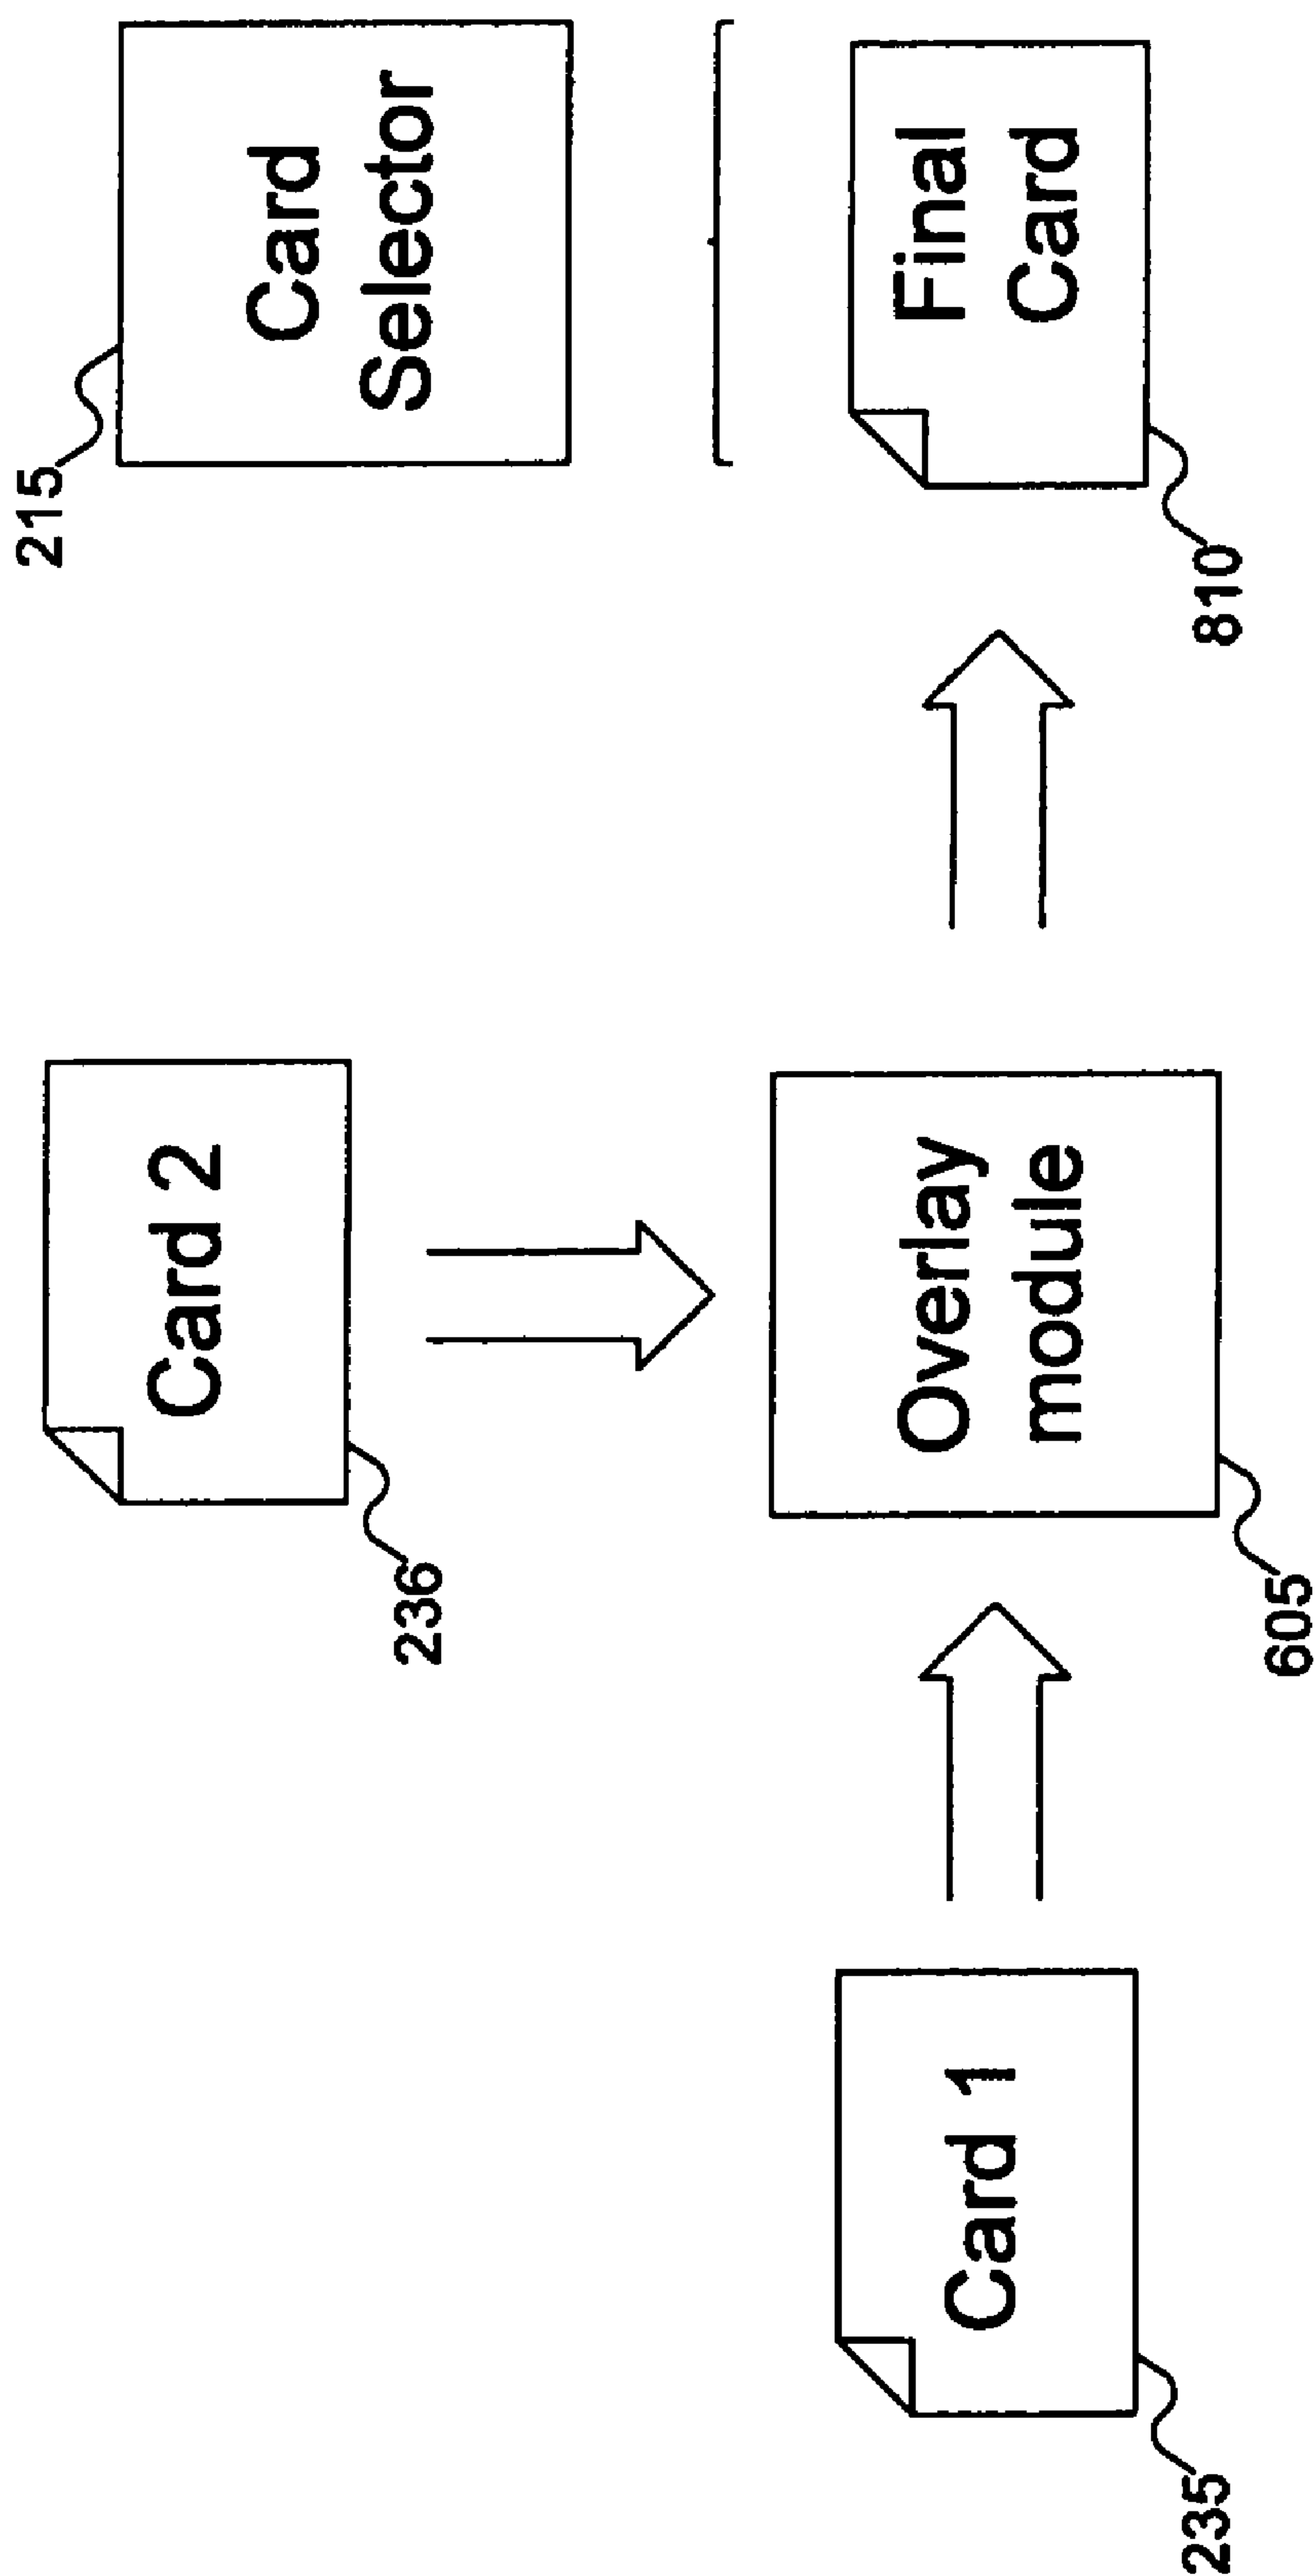 215
Card 2
Card
Selector
236
Card 1
Overlay
module
Final
Card
235
605
810